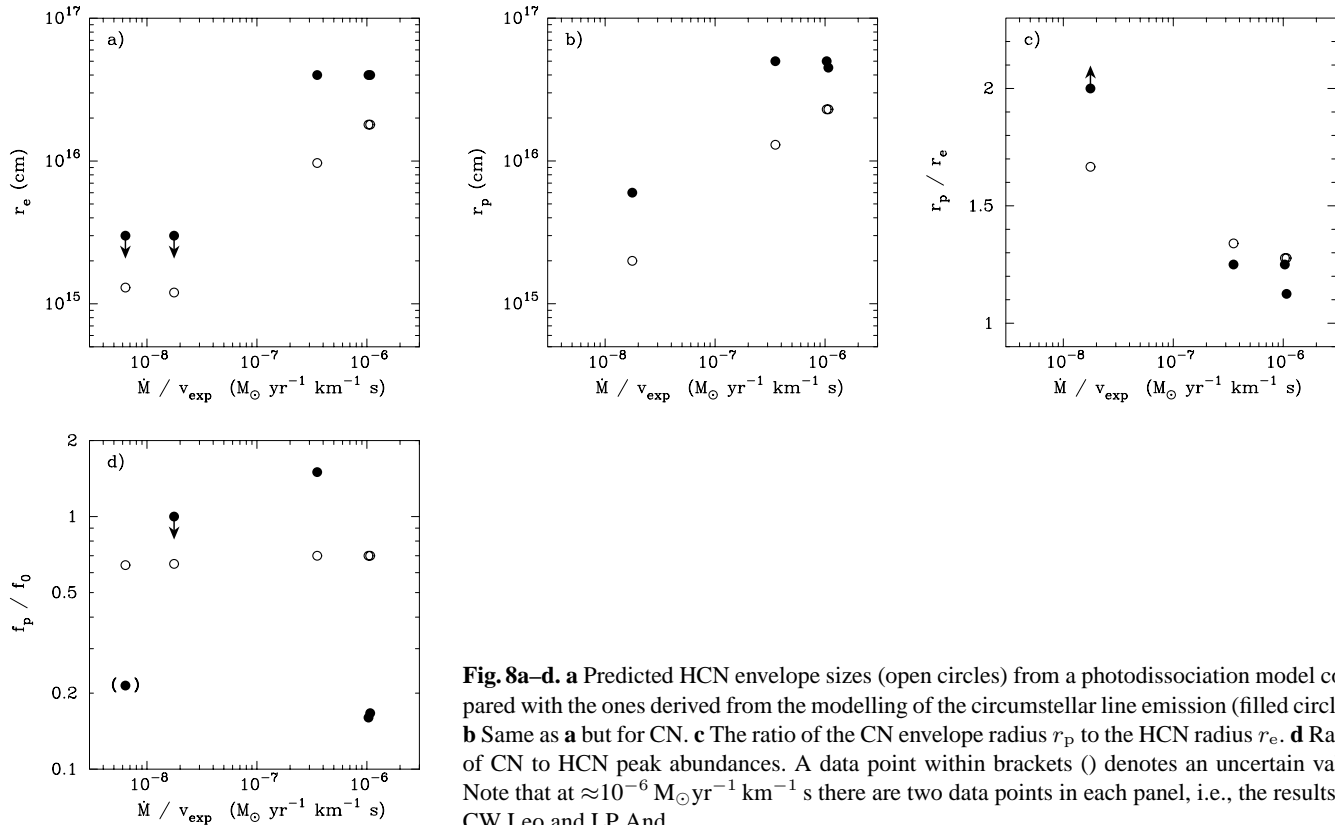 a)
10^17
10^16
10^15
r_e (cm)
10^-8 10^-7 10^-6
Ṁ / v_exp (M_⊙ yr^-1 km^-1 s)
b)
10^17
10^16
10^15
r_p (cm)
10^-8 10^-7 10^-6
Ṁ / v_exp (M_⊙ yr^-1 km^-1 s)
c)
2
1.5
1
r_p / r_e
10^-8 10^-7 10^-6
Ṁ / v_exp (M_⊙ yr^-1 km^-1 s)
d)
2
1
0.5
0.2
0.1
f_p / f_0
( )
10^-8 10^-7 10^-6
Ṁ / v_exp (M_⊙ yr^-1 km^-1 s)
Fig. 8a–d. a Predicted HCN envelope sizes (open circles) from a photodissociation model co
pared with the ones derived from the modelling of the circumstellar line emission (filled circl
b Same as a but for CN. c The ratio of the CN envelope radius r_p to the HCN radius r_e. d Ra
of CN to HCN peak abundances. A data point within brackets () denotes an uncertain va
Note that at ≈10^-6 M_⊙yr^-1 km^-1 s there are two data points in each panel, i.e., the results
CW Leo and LP And